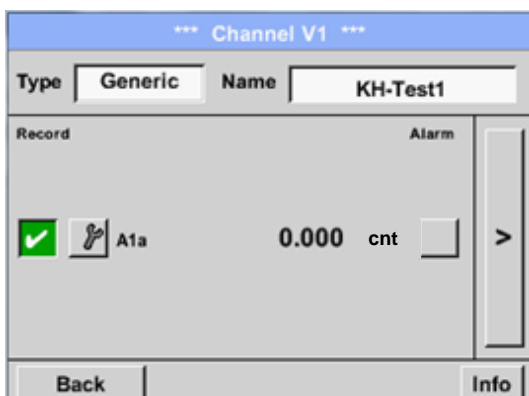 *** Channel V1 ***
Type Generic Name KH-Test1
Record Alarm
A1a 0.000 cnt
>
Back Info